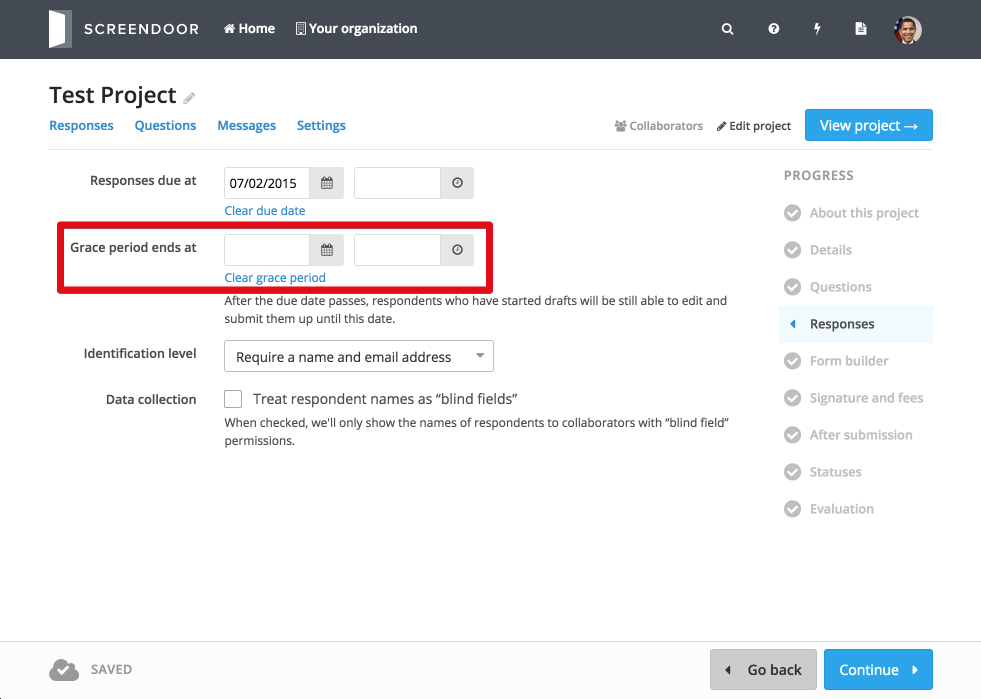 SCREENDOOR Home Your organization
Test Project
Responses Questions Messages Settings Collaborators Edit project View project →
PROGRESS
Responses due at 07/02/2015
Clear due date
About this project
Grace period ends at
Details
Clear grace period
Questions
After the due date passes, respondents who have started drafts will be still able to edit and
submit them up until this date.
Responses
Identification level Require a name and email address
Form builder
Data collection Treat respondent names as “blind fields”
Signature and fees
When checked, we'll only show the names of respondents to collaborators with “blind field”
permissions.
After submission
Statuses
Evaluation
SAVED Go back Continue